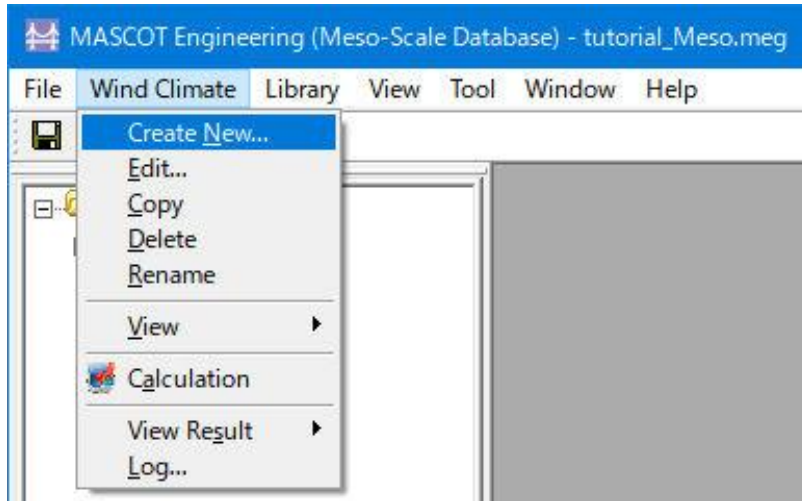 MASCOT Engineering (Meso-Scale Database) - tutorial_Meso.meg
File Wind Climate Library View Tool Window Help
Create New...
Edit...
Copy
Delete
Rename
View
Calculation
View Result
Log...